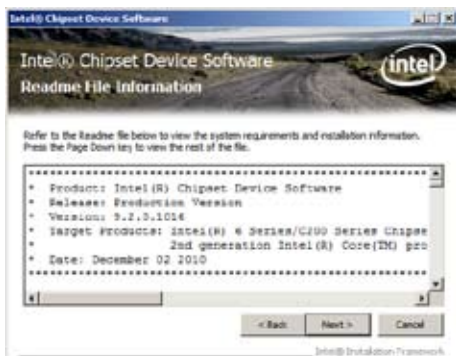 Intel® Chipset Device Software
Intel® Chipset Device Software
intel
Readme File Information
Refer to the Readme file below to view the system requirements and installation information.
Press the Page Down key to view the rest of the file.
************************************************************
* Product: Intel(R) Chipset Device Software
* Release: Production Version
* Version: 9.2.0.1016
* Target Products: Intel(R) 6 Series/C200 Series Chipse
* 2nd generation Intel(R) Core(TM) pro
* Date: December 02 2010
************************************************************
< Back Next > Cancel
Intel® Installation Framework